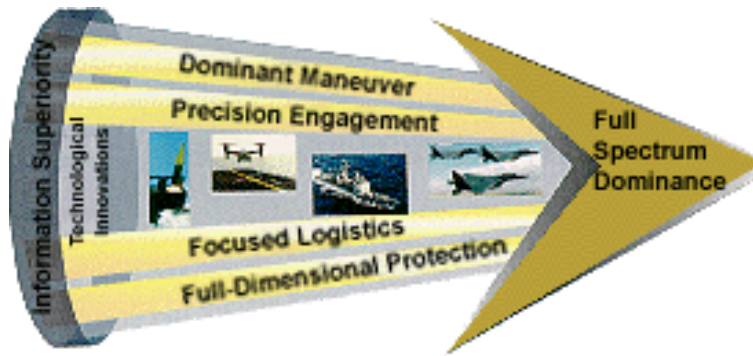 Information Superiority
Technological
Innovations
Dominant Maneuver
Precision Engagement
Focused Logistics
Full-Dimensional Protection
Full
Spectrum
Dominance